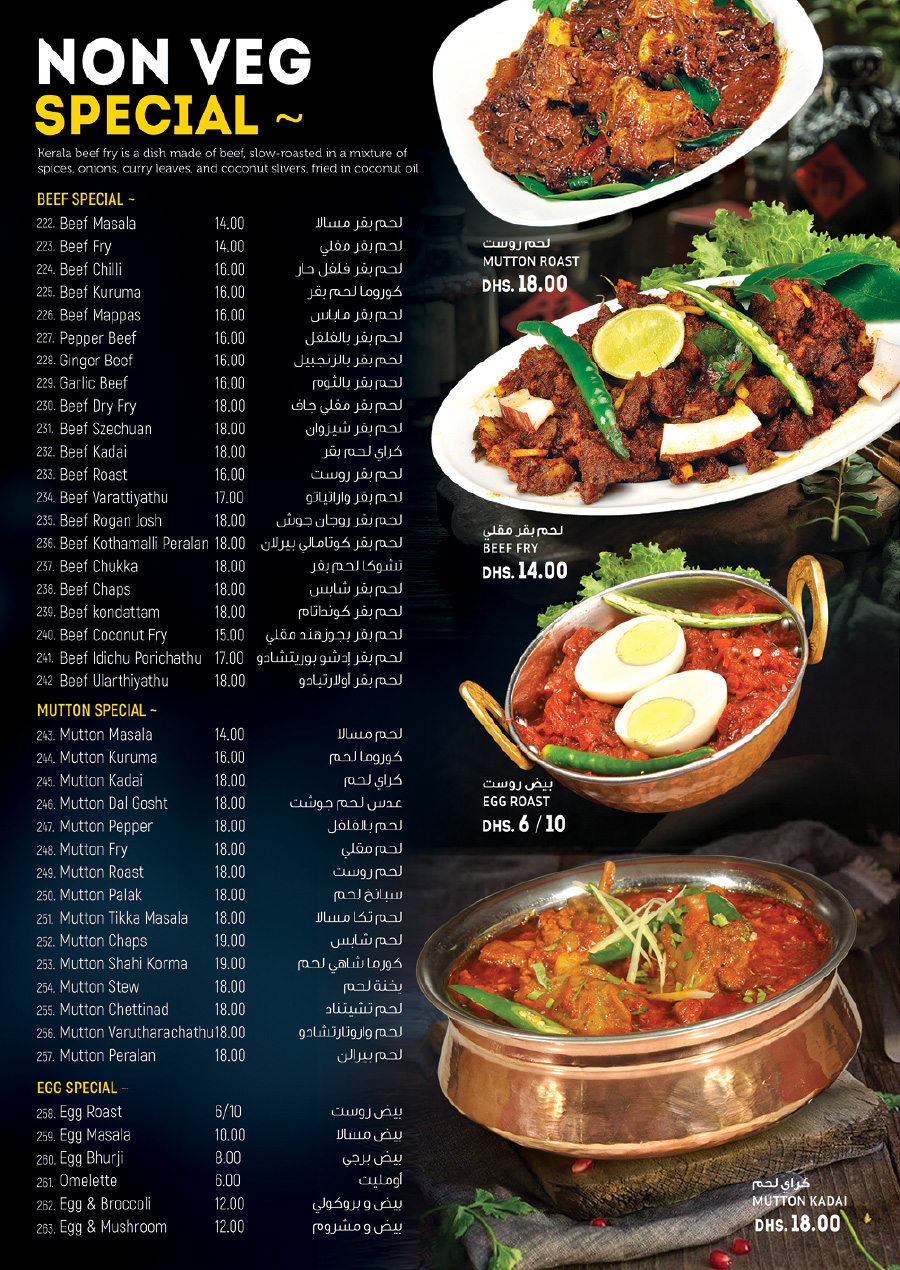 NON VEG
SPECIAL ~
Kerala beef fry is a dish made of beef, slow-roasted in a mixture of
spices, onions, curry leaves, and coconut slivers, fried in coconut oil
BEEF SPECIAL ~
222. Beef Masala 14.00 لحم بقر مسالا
223. Beef Fry 14.00 لحم بقر مقلي
224. Beef Chilli 16.00 لحم بقر فلفل حار
225. Beef Kuruma 16.00 كوروما لحم بقر
226. Beef Mappas 16.00 لحم بقر ماباس
227. Pepper Beef 16.00 لحم بقر بالفلفل
228. Gingor Boof 16.00 لحم بقر بالزنجبيل
229. Garlic Beef 16.00 لحم بقر بالثوم
230. Beef Dry Fry 18.00 لحم بقر مقلي جاف
231. Beef Szechuan 18.00 لحم بقر شيزوان
232. Beef Kadai 18.00 كراي لحم بقر
233. Beef Roast 16.00 لحم بقر روست
234. Beef Varattiyathu 17.00 لحم بقر واراتياتو
235. Beef Rogan Josh 18.00 لحم بقر روجان جوش
236. Beef Kothamalli Peralan 18.00 لحم بقر كوتامالي بيرلان
237. Beef Chukka 18.00 تشوكا لحم بقر
238. Beef Chaps 18.00 لحم بقر شابس
239. Beef kondattam 18.00 لحم بقر كونداتام
240. Beef Coconut Fry 15.00 لحم بقر بجوزهند مقلي
241. Beef Idichu Porichathu 17.00 لحم بقر إدشو بوريتشادو
242 Beef Ularthiyathu 18.00 لحم بقر أولارتيادو
MUTTON SPECIAL ~
243. Mutton Masala 14.00 لحم مسالا
244. Mutton Kuruma 16.00 كوروما لحم
245. Mutton Kadai 18.00 كراي لحم
246. Mutton Dal Gosht 18.00 عدس لحم جوشت
247. Mutton Pepper 18.00 لحم بالفلفل
248. Mutton Fry 18.00 لحم مقلي
249. Mutton Roast 18.00 لحم روست
250. Mutton Palak 18.00 سبانخ لحم
251. Mutton Tikka Masala 18.00 لحم تكا مسالا
252. Mutton Chaps 19.00 لحم شابس
253. Mutton Shahi Korma 19.00 كورما شاهي لحم
254. Mutton Stew 18.00 يخنة لحم
255. Mutton Chettinad 18.00 لحم تشيتناد
256. Mutton Varutharachathu 18.00 لحم واروتارتشادو
257. Mutton Peralan 18.00 لحم بيرالن
EGG SPECIAL ~
258. Egg Roast 6/10 بيض روست
259. Egg Masala 10.00 بيض مسالا
260. Egg Bhurji 8.00 بيض برجي
261. Omelette 6.00 أومليت
262. Egg & Broccoli 12.00 بيض و بروكولي
263. Egg & Mushroom 12.00 بيض و مشروم
لحم روست
MUTTON ROAST
DHS. 18.00
لحم بقر مقلي
BEEF FRY
DHS. 14.00
بيض روست
EGG ROAST
DHS. 6 / 10
كراي لحم
MUTTON KADAI
DHS. 18.00